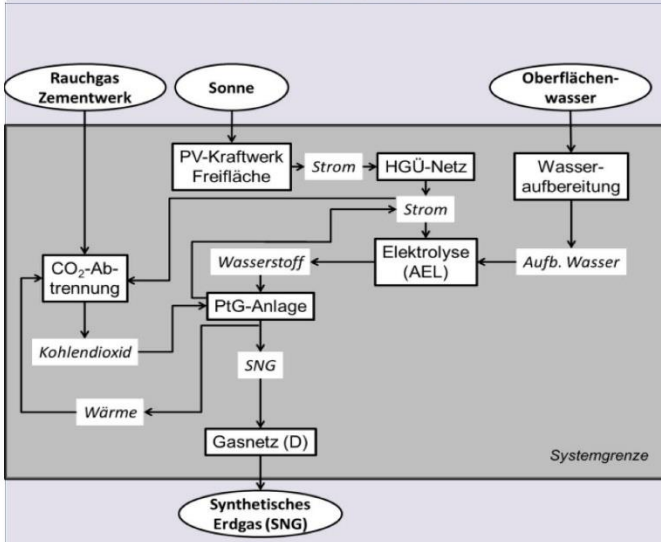 Rauchgas
Zementwerk
Sonne
Oberflächen-
wasser
PV-Kraftwerk
Freifläche
Strom
HGÜ-Netz
Wasser-
aufbereitung
Strom
CO₂-Ab-
trennung
Wasserstoff
Elektrolyse
(AEL)
Aufb. Wasser
PtG-Anlage
Kohlendioxid
SNG
Wärme
Gasnetz (D)
Systemgrenze
Synthetisches
Erdgas (SNG)